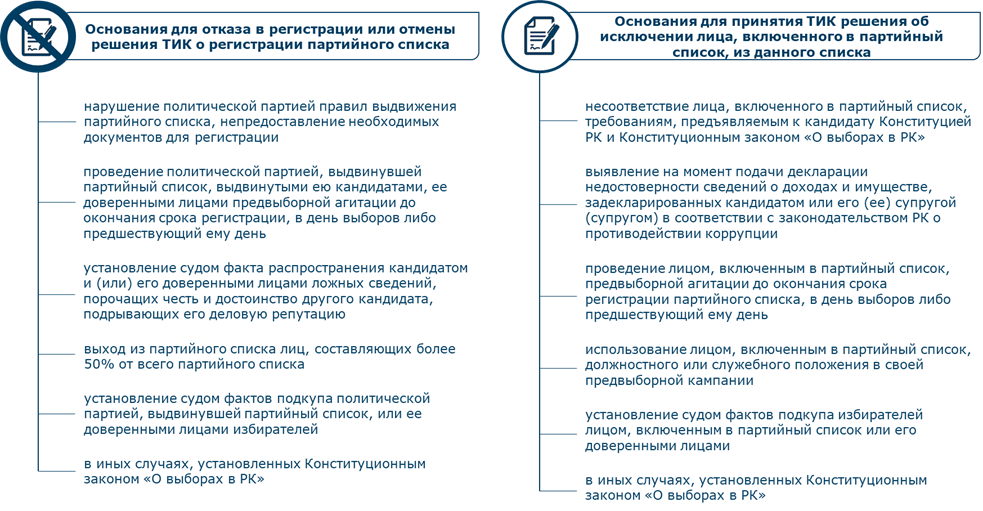 Основания для отказа в регистрации или отмены
решения ТИК о регистрации партийного списка
нарушение политической партией правил выдвижения
партийного списка, непредоставление необходимых
документов для регистрации
проведение политической партией, выдвинувшей
партийный список, выдвинутыми ею кандидатами, ее
доверенными лицами предвыборной агитации до
окончания срока регистрации, в день выборов либо
предшествующий ему день
установление судом факта распространения кандидатом
и (или) его доверенными лицами ложных сведений,
порочащих честь и достоинство другого кандидата,
подрывающих его деловую репутацию
выход из партийного списка лиц, составляющих более
50% от всего партийного списка
установление судом фактов подкупа политической
партией, выдвинувшей партийный список, или ее
доверенными лицами избирателей
в иных случаях, установленных Конституционным
законом «О выборах в РК»
Основания для принятия ТИК решения об
исключении лица, включенного в партийный
список, из данного списка
несоответствие лица, включенного в партийный список,
требованиям, предъявляемым к кандидату Конституцией
РК и Конституционным законом «О выборах в РК»
выявление на момент подачи декларации
недостоверности сведений о доходах и имуществе,
задекларированных кандидатом или его (ее) супругой
(супругом) в соответствии с законодательством РК о
противодействии коррупции
проведение лицом, включенным в партийный список,
предвыборной агитации до окончания срока
регистрации партийного списка, в день выборов либо
предшествующий ему день
использование лицом, включенным в партийный список,
должностного или служебного положения в своей
предвыборной кампании
установление судом фактов подкупа избирателей
лицом, включенным в партийный список или его
доверенными лицами
в иных случаях, установленных Конституционным
законом «О выборах в РК»